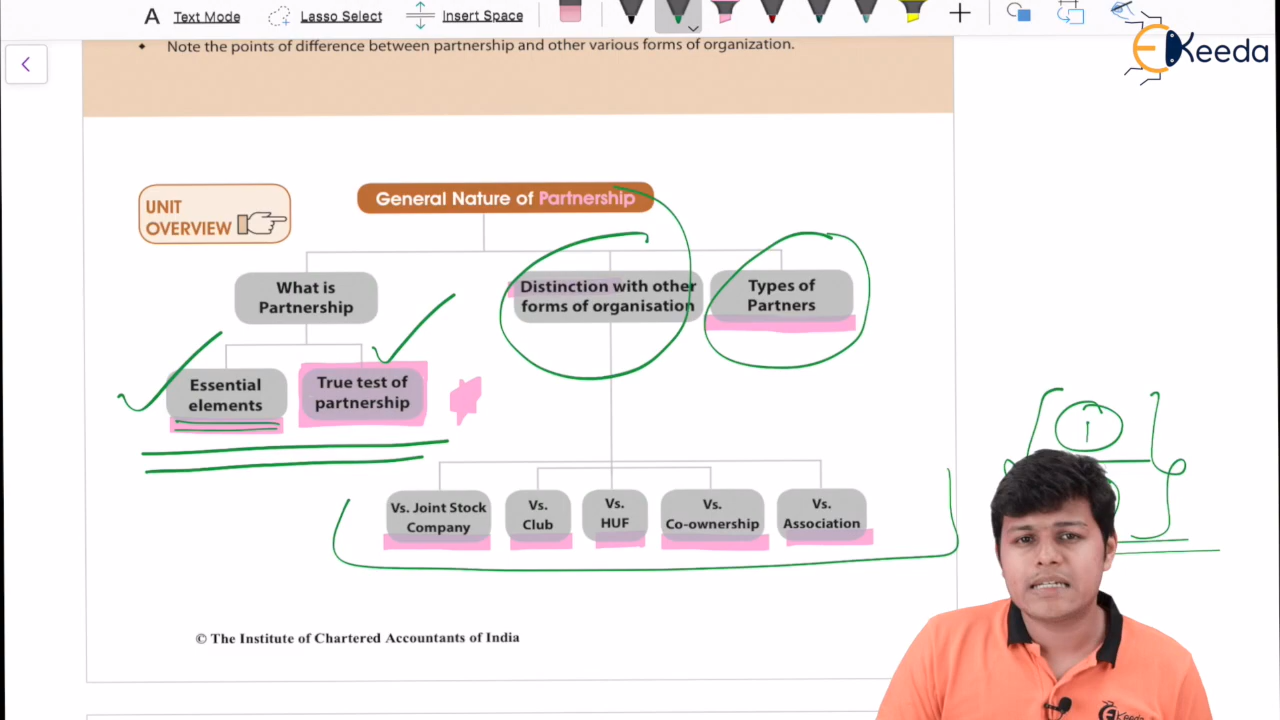 A Text Mode Lasso Select Insert Space
• Note the points of difference between partnership and other various forms of organization.
EKeeda
UNIT
OVERVIEW
General Nature of Partnership
What is
Partnership
Distinction with other
forms of organisation
Types of
Partners
Essential
elements
True test of
partnership
Vs. Joint Stock
Company
Vs.
Club
Vs.
HUF
Vs.
Co-ownership
Vs.
Association
© The Institute of Chartered Accountants of India